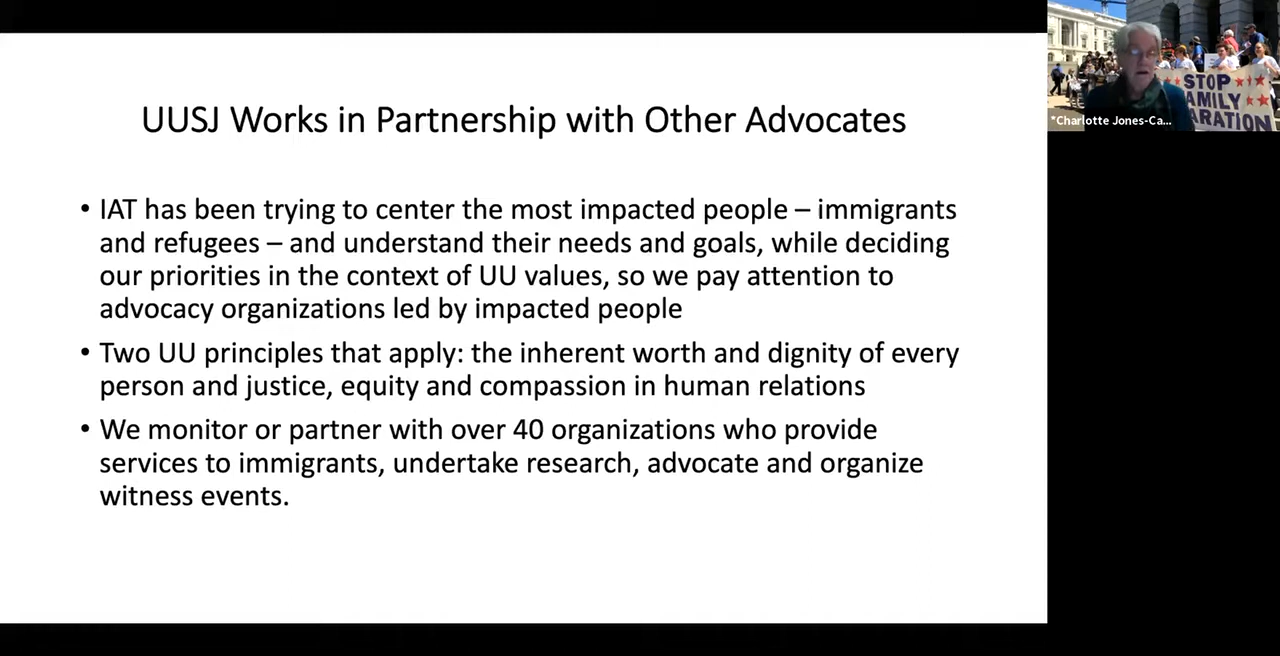 UUSJ Works in Partnership with Other Advocates
• IAT has been trying to center the most impacted people – immigrants
and refugees – and understand their needs and goals, while deciding
our priorities in the context of UU values, so we pay attention to
advocacy organizations led by impacted people
• Two UU principles that apply: the inherent worth and dignity of every
person and justice, equity and compassion in human relations
• We monitor or partner with over 40 organizations who provide
services to immigrants, undertake research, advocate and organize
witness events.
STOP
AMILY
ARATION
*Charlotte Jones-Ca...